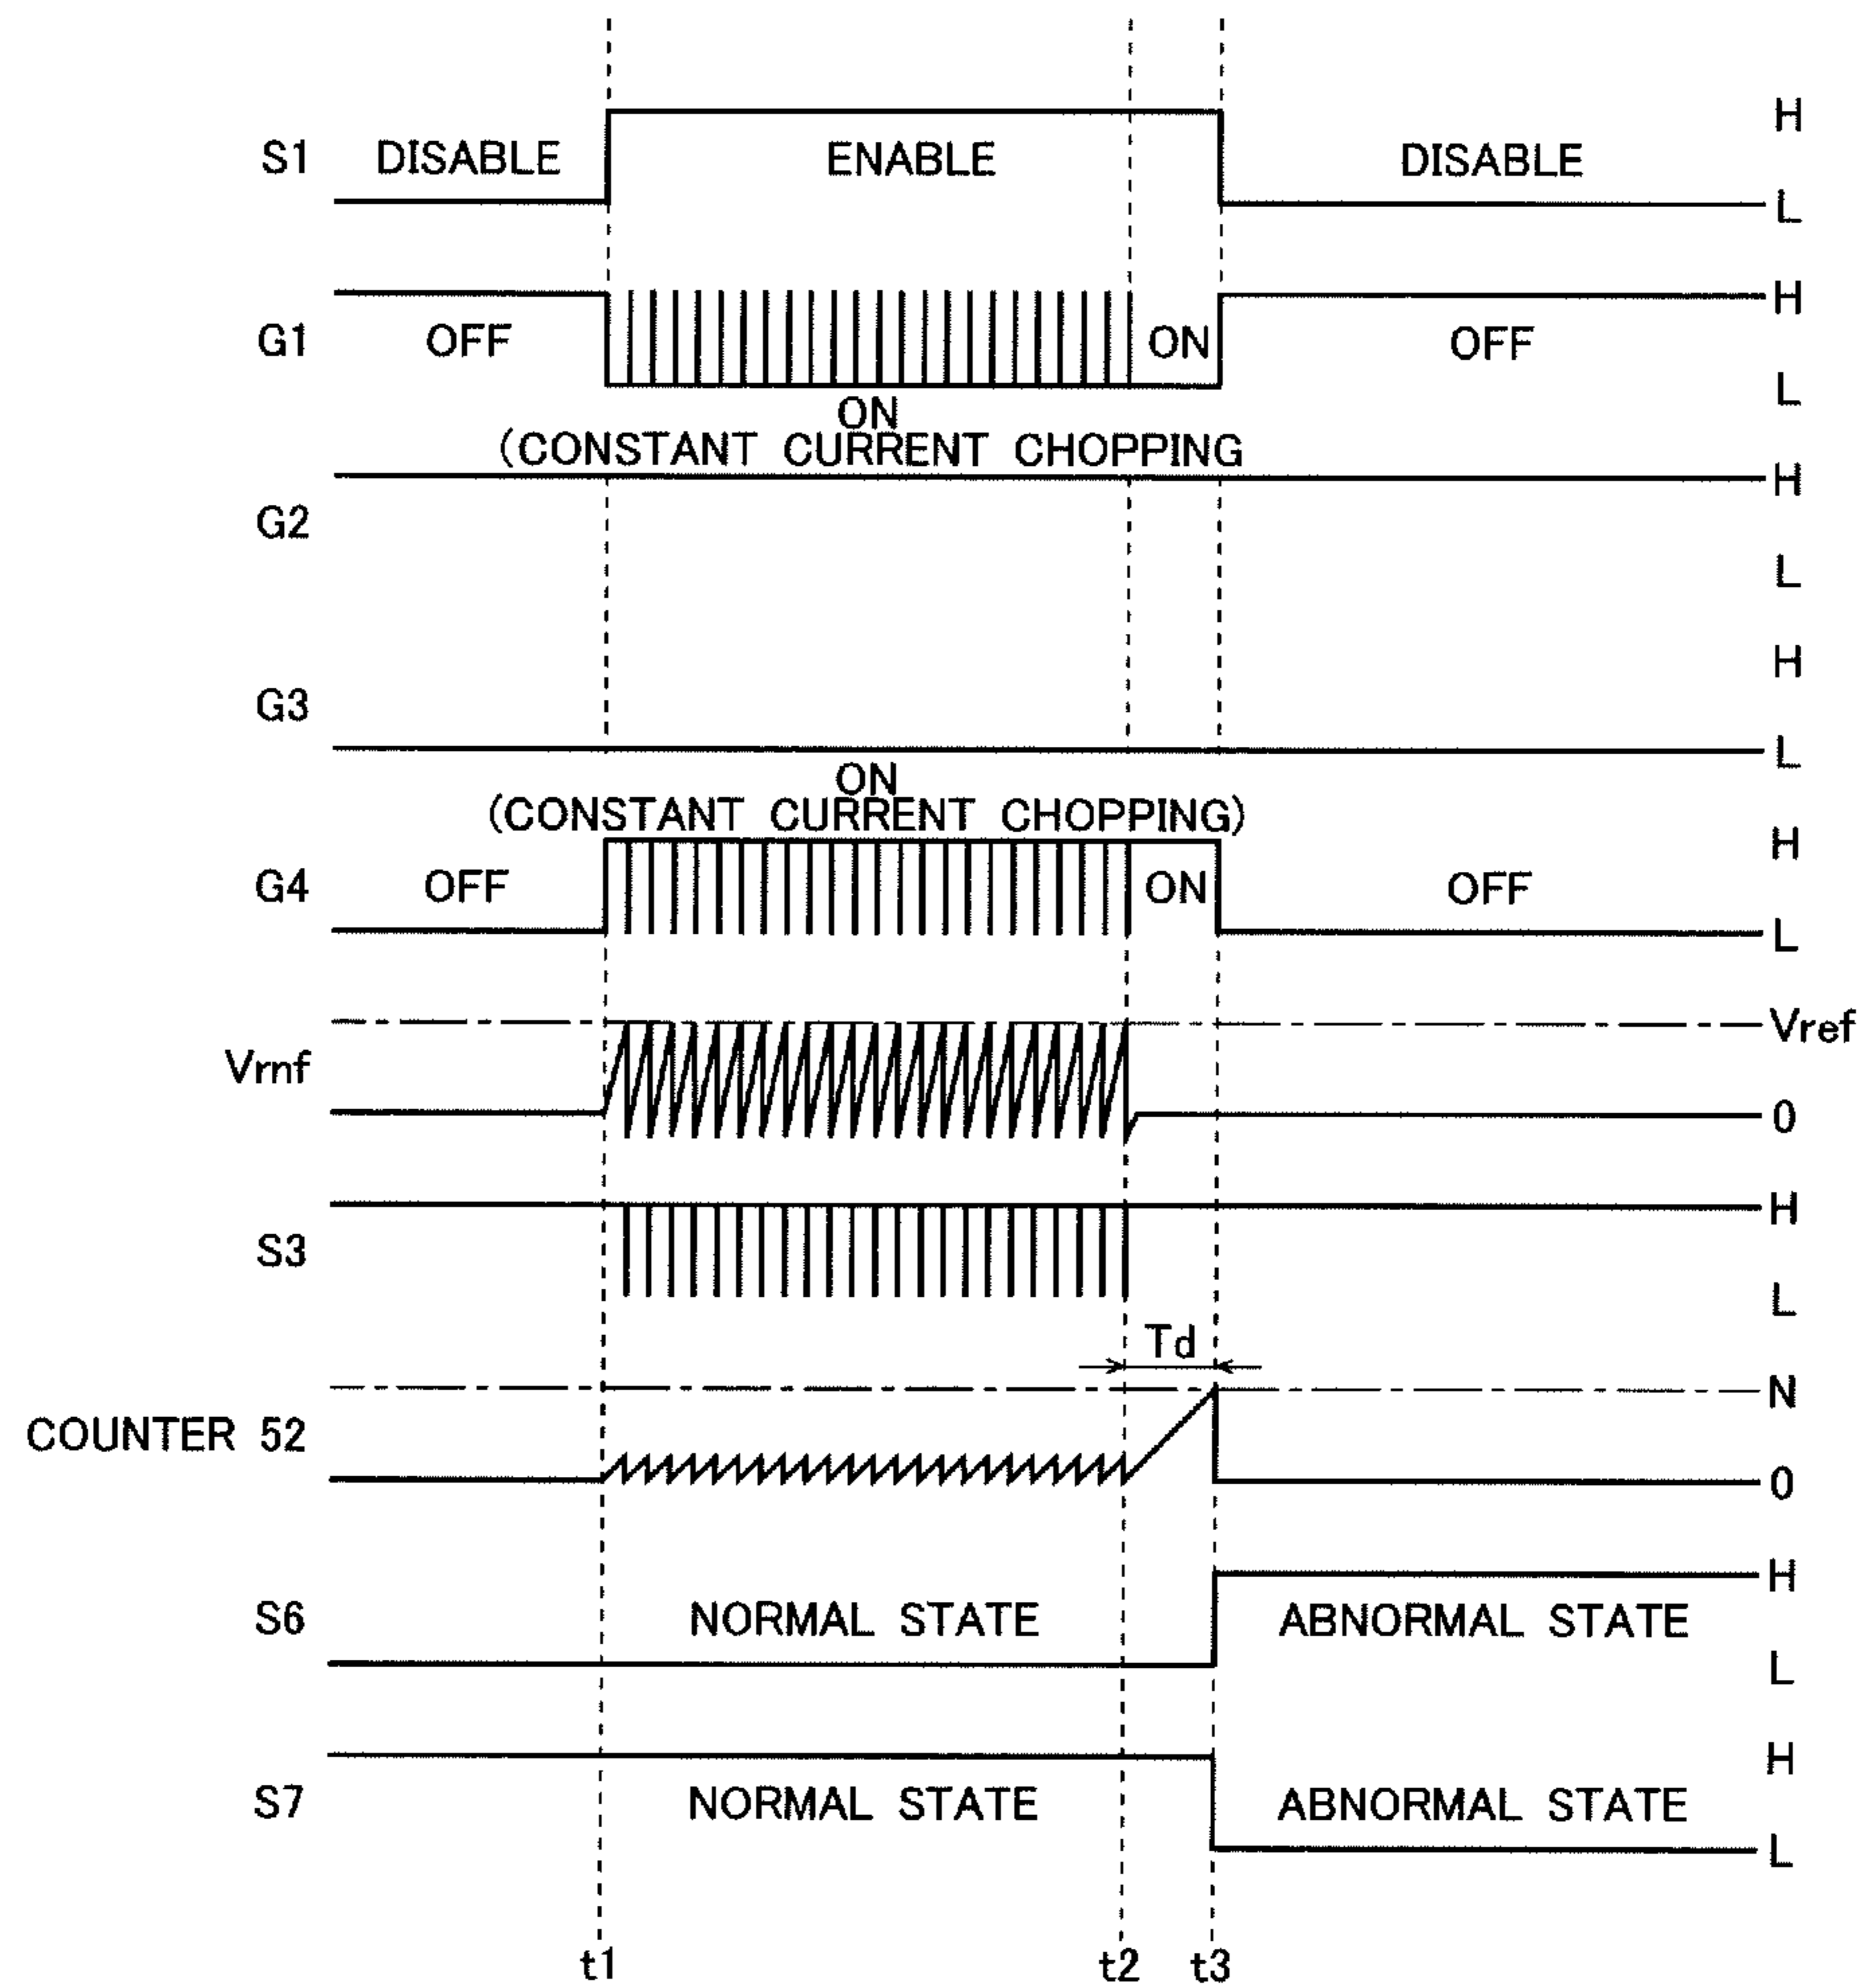 H
S1 DISABLE ENABLE DISABLE
L
H
G1 OFF ON OFF
L
ON
(CONSTANT CURRENT CHOPPING
H
G2
L
H
G3
L
ON
(CONSTANT CURRENT CHOPPING)
H
G4 OFF ON OFF
L
Vref
Vrnf
0
H
S3
L
Td
N
COUNTER 52
0
H
S6 NORMAL STATE ABNORMAL STATE
L
H
S7 NORMAL STATE ABNORMAL STATE
L
t1 t2 t3